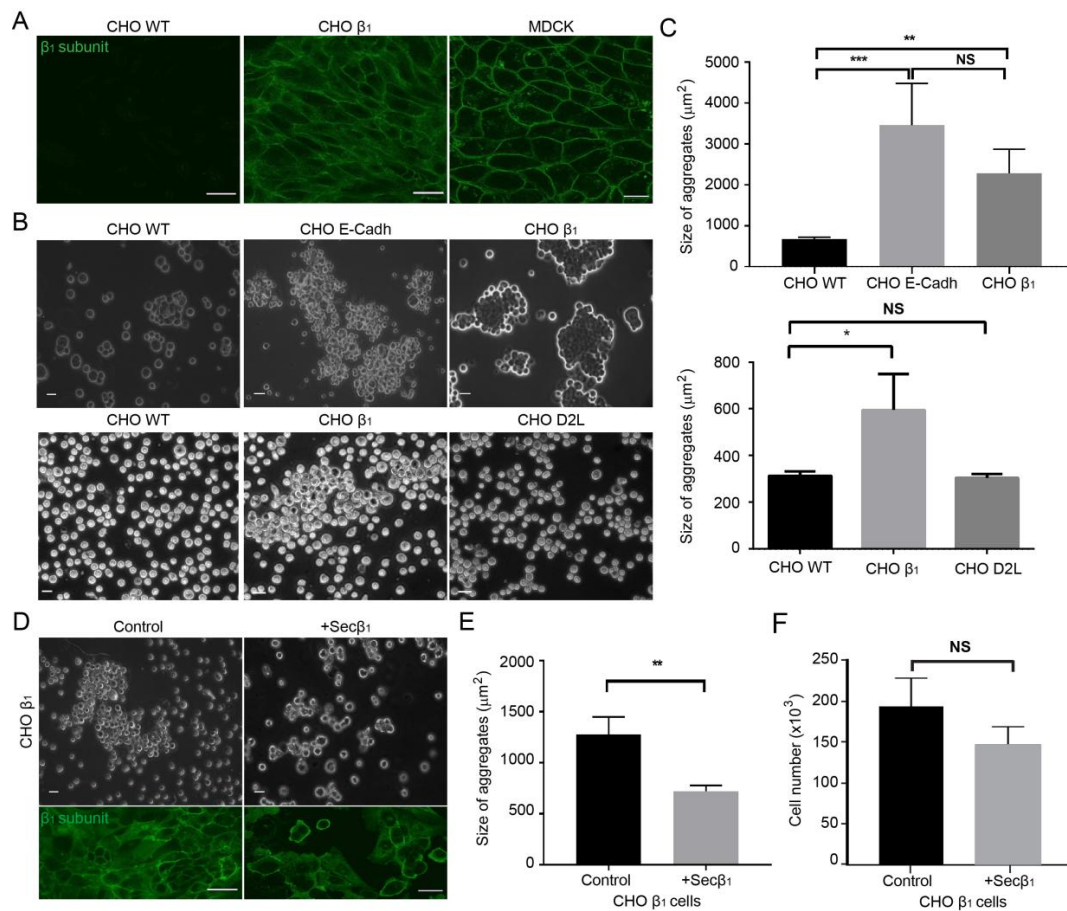 A
CHO WT
CHO β1
MDCK
β1 subunit
B
CHO WT
CHO E-Cadh
CHO β1
CHO WT
CHO β1
CHO D2L
C
**
***
NS
Size of aggregates (μm²)
5000
4000
3000
2000
1000
0
CHO WT
CHO E-Cadh
CHO β1
NS
*
Size of aggregates (μm²)
800
600
400
200
0
CHO WT
CHO β1
CHO D2L
D
Control
+Secβ1
CHO β1
β1 subunit
E
**
Size of aggregates (μm²)
2000
1500
1000
500
0
Control
+Secβ1
CHO β1 cells
F
NS
Cell number (x10³)
250
200
150
100
50
0
Control
+Secβ1
CHO β1 cells